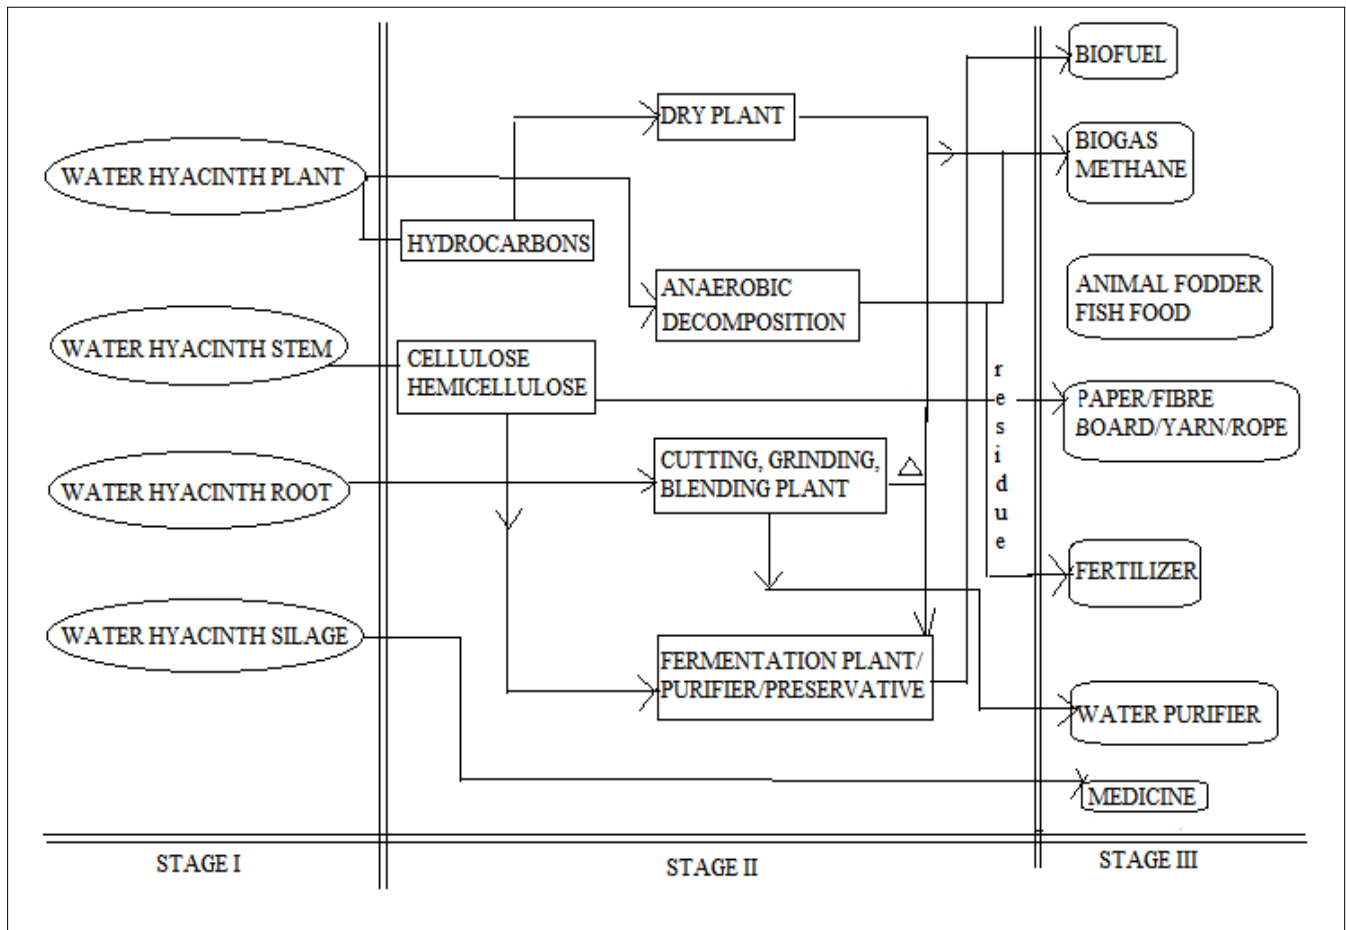 BIOFUEL
DRY PLANT
BIOGAS
METHANE
WATER HYACINTH PLANT
HYDROCARBONS
ANAEROBIC
DECOMPOSITION
ANIMAL FODDER
FISH FOOD
WATER HYACINTH STEM
CELLULOSE
HEMICELLULOSE
residue
PAPER/FIBRE
BOARD/YARN/ROPE
WATER HYACINTH ROOT
CUTTING, GRINDING,
BLENDING PLANT
FERTILIZER
WATER HYACINTH SILAGE
FERMENTATION PLANT/
PURIFIER/PRESERVATIVE
WATER PURIFIER
MEDICINE
STAGE I
STAGE II
STAGE III